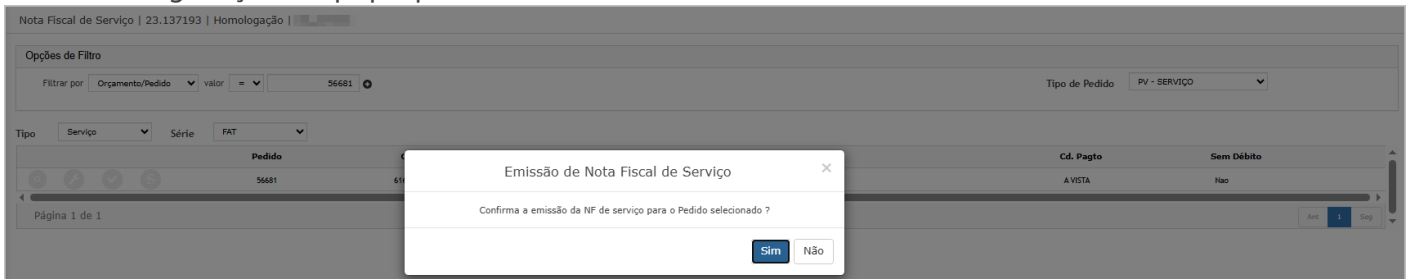 Nota Fiscal de Serviço | 23.137193 | Homologação |
Opções de Filtro
Filtrar por Orçamento/Pedido valor = 56681
Tipo de Pedido PV - SERVIÇO
Tipo Serviço Série FAT
Pedido Cd. Pagto Sem Débito
56681 A VISTA Nao
Página 1 de 1
Ant 1 Seg
Emissão de Nota Fiscal de Serviço ×
Confirma a emissão da NF de serviço para o Pedido selecionado ?
Sim Não